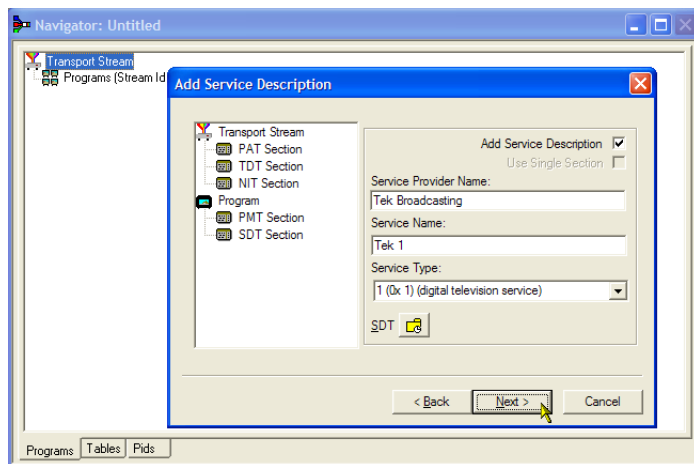 Navigator: Untitled
Transport Stream
Programs (Stream Id
Add Service Description
Transport Stream
PAT Section
TDT Section
NIT Section
Program
PMT Section
SDT Section
Add Service Description
Use Single Section
Service Provider Name:
Tek Broadcasting
Service Name:
Tek 1
Service Type:
1 (0x 1) (digital television service)
SDT
< Back
Next >
Cancel
Programs
Tables
Pids